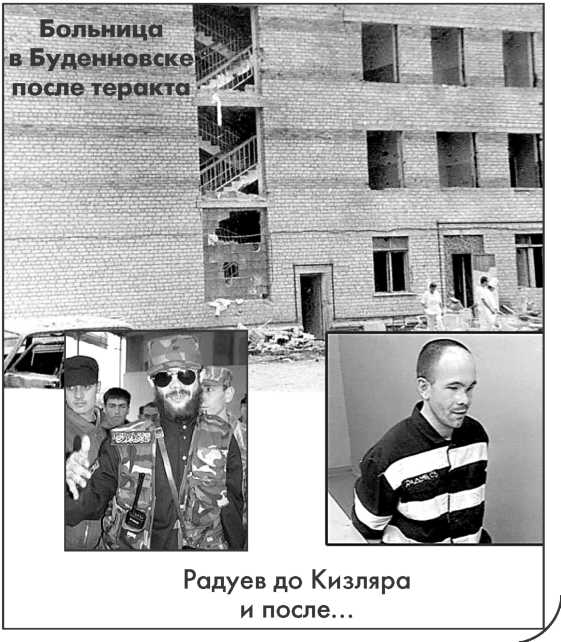 Больница
в Буденновске
после теракта
Радуев до Кизляра
и после...